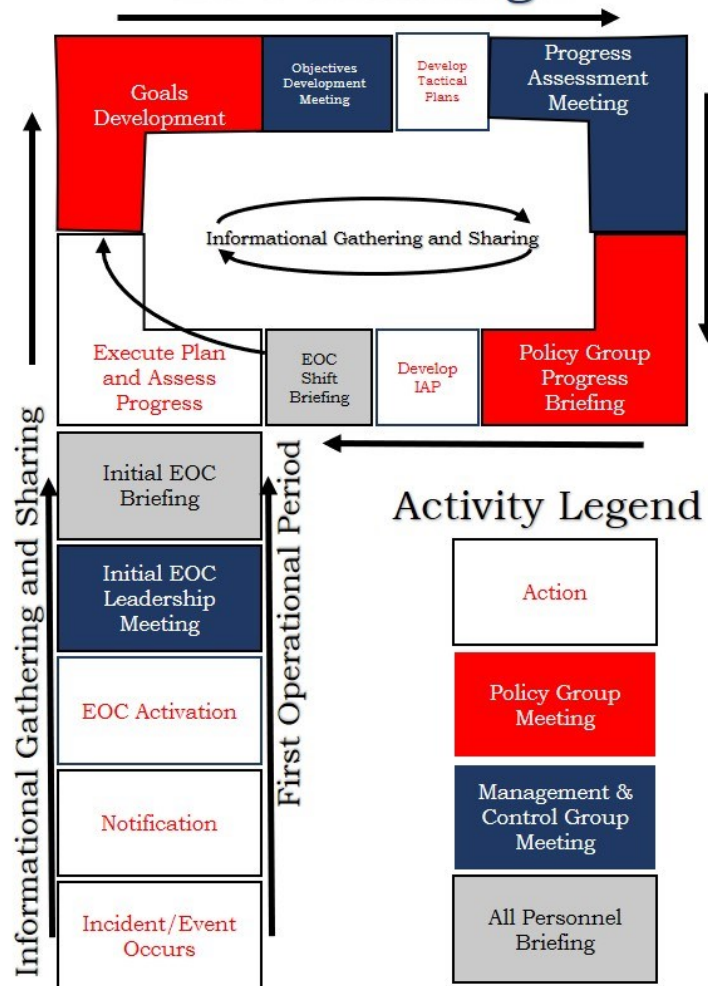 Goals
Development
Objectives
Development
Meeting
Develop
Tactical
Plans
Progress
Assessment
Meeting
Informational Gathering and Sharing
Execute Plan
and Assess
Progress
EOC
Shift
Briefing
Develop
IAP
Policy Group
Progress
Briefing
Initial EOC
Briefing
Initial EOC
Leadership
Meeting
EOC Activation
Notification
Incident/Event
Occurs
Informational Gathering and Sharing
First Operational Period
Activity Legend
Action
Policy Group
Meeting
Management &
Control Group
Meeting
All Personnel
Briefing